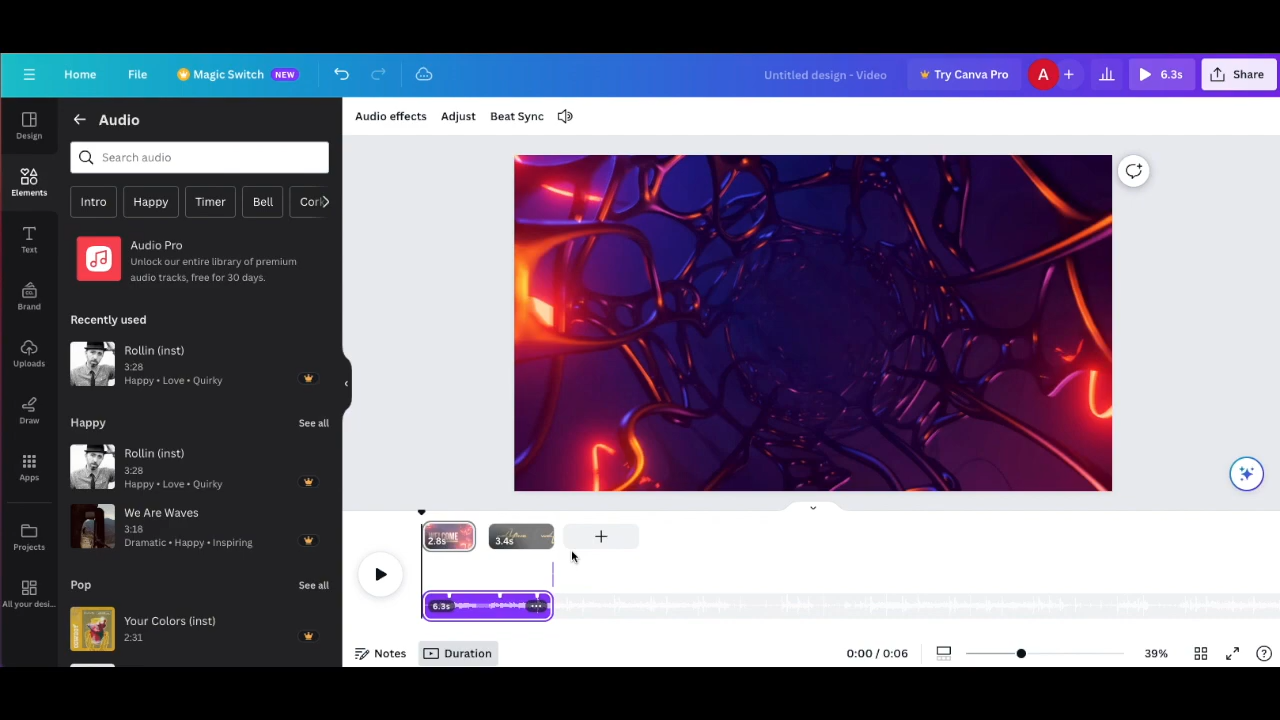 Home
File
Magic Switch NEW
Untitled design - Video
Try Canva Pro
A
6.3s
Share
Design
Elements
Text
Brand
Uploads
Draw
Apps
Projects
All your desi...
Audio
Search audio
Intro
Happy
Timer
Bell
Audio Pro
Unlock our entire library of premium
audio tracks, free for 30 days.
Recently used
Rollin (inst)
3:28
Happy • Love • Quirky
Happy
See all
Rollin (inst)
3:28
Happy • Love • Quirky
We Are Waves
3:18
Dramatic • Happy • Inspiring
Pop
See all
Your Colors (inst)
2:31
Audio effects
Adjust
Beat Sync
WELCOME
2.8s
3.4s
6.3s
Notes
Duration
0:00 / 0:06
39%